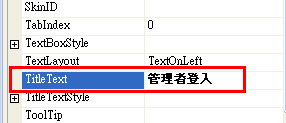 SkinID
TabIndex 0
TextBoxStyle
TextLayout TextOnLeft
TitleText 管理者登入
TitleTextStyle
ToolTip